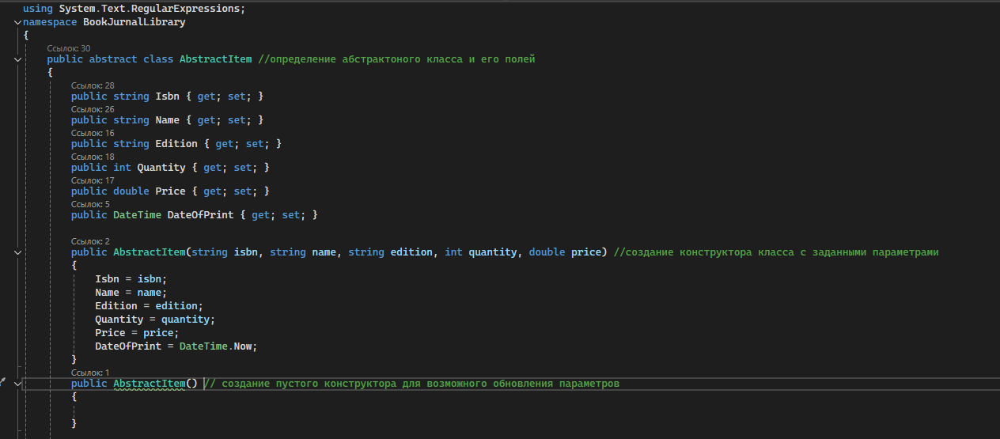 using System.Text.RegularExpressions;
namespace BookJurnalLibrary
{
Ссылок: 30
public abstract class AbstractItem //определение абстрактоного класса и его полей
{
Ссылок: 28
public string Isbn { get; set; }
Ссылок: 26
public string Name { get; set; }
Ссылок: 16
public string Edition { get; set; }
Ссылок: 18
public int Quantity { get; set; }
Ссылок: 17
public double Price { get; set; }
Ссылок: 5
public DateTime DateOfPrint { get; set; }
Ссылок: 2
public AbstractItem(string isbn, string name, string edition, int quantity, double price) //создание конструктора класса с заданными параметрами
{
Isbn = isbn;
Name = name;
Edition = edition;
Quantity = quantity;
Price = price;
DateOfPrint = DateTime.Now;
}
Ссылок: 1
public AbstractItem() // создание пустого конструктора для возможного обновления параметров
{
}